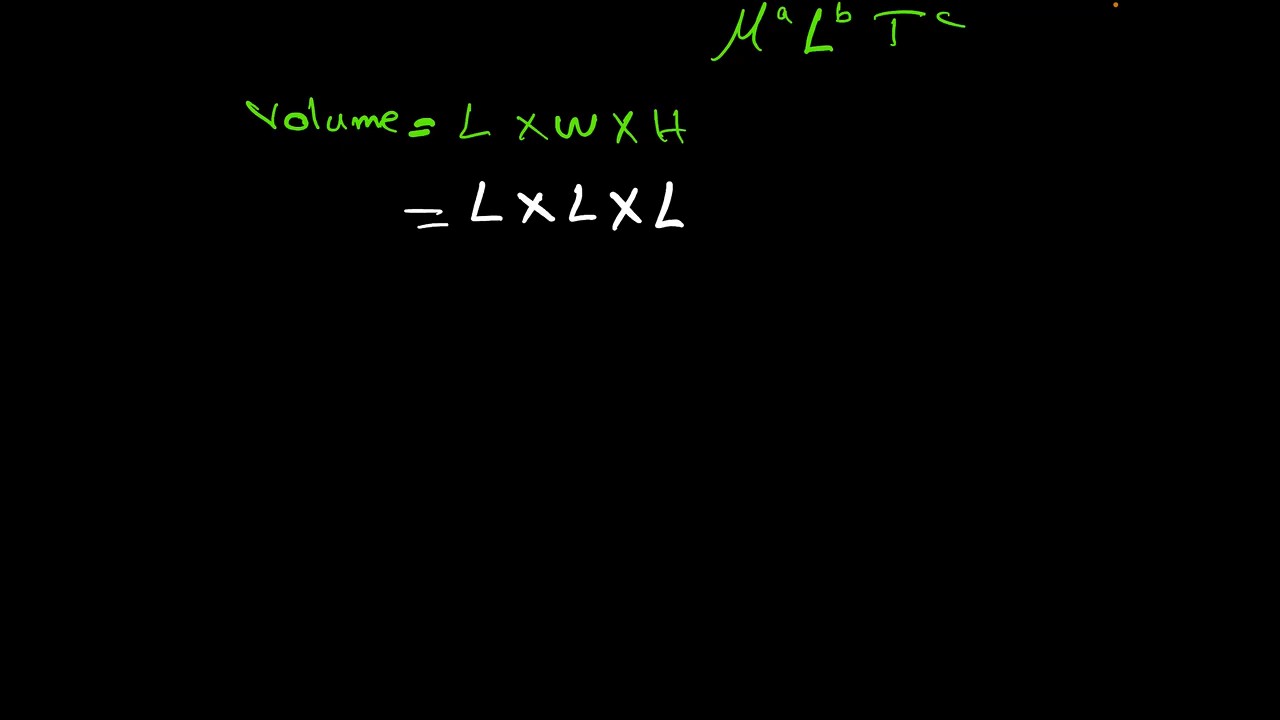 M^a L^b T^c
Volume = L x W x H
= L x L x L